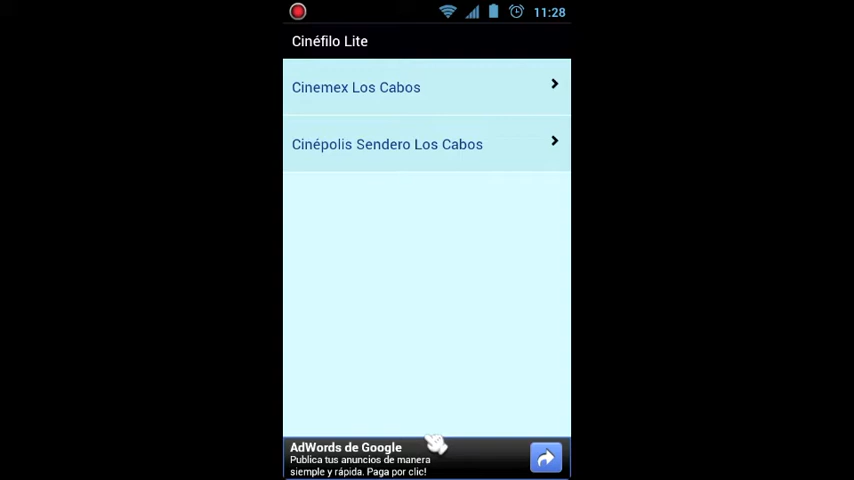 11:28
Cinéfilo Lite
Cinemex Los Cabos
Cinépolis Sendero Los Cabos
AdWords de Google
Publica tus anuncios de manera
siemple y rápida. Paga por clic!